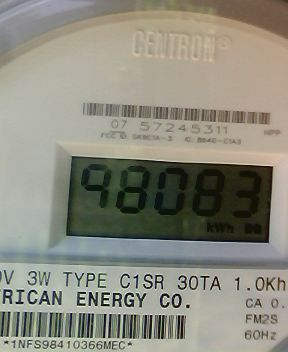 CENTRON®
07 57245311
98083
kWh
0V 3W TYPE C1SR 30TA 1.0Kh
RICAN ENERGY CO.
CA 0.
FM2S
60Hz
*1NFS98410366MEC*